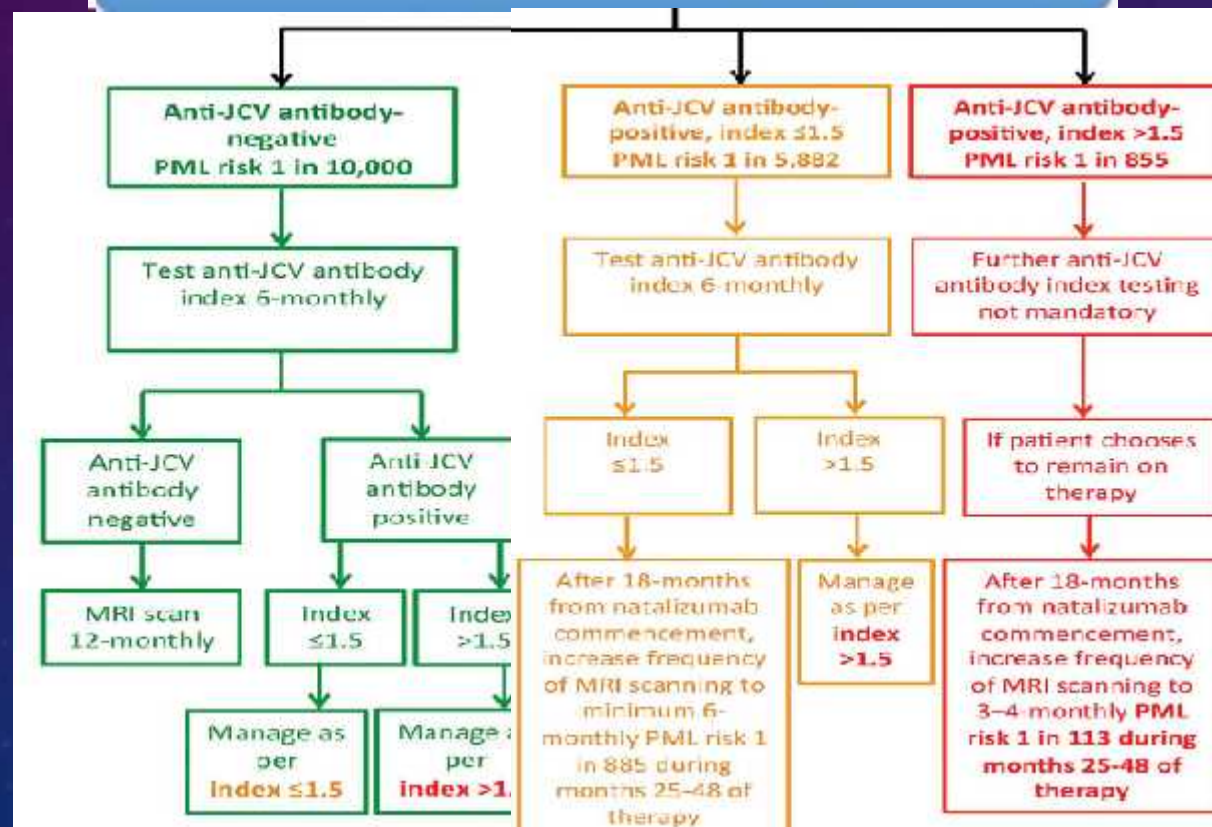 Anti-JCV antibody-
negative
PML risk 1 in 10,000
Test anti-JCV antibody
index 6-monthly
Anti-JCV
antibody
negative
Anti JCV
antibody
positive
MRI scan
12-monthly
Index
≤1.5
Index
>1.5
Manage as
per
index ≤1.5
Manage
per
index >1.
Anti-JCV antibody-
positive, index ≤1.5
PML risk 1 in 5,882
Test anti-JCV antibody
index 6-monthly
Index
≤1.5
Index
>1.5
After 18-months
from natalizumab
commencement,
increase frequency
of MRI scanning to
minimum 6-
monthly PML risk 1
in 885 during
months 25-48 of
therapy
Manage
as per
index
>1.5
Anti-JCV antibody-
positive, index >1.5
PML risk 1 in 855
Further anti-JCV
antibody index testing
not mandatory
If patient chooses
to remain on
therapy
After 18-months
from natalizumab
commencement,
increase frequency
of MRI scanning to
3–4-monthly PML
risk 1 in 113 during
months 25-48 of
therapy